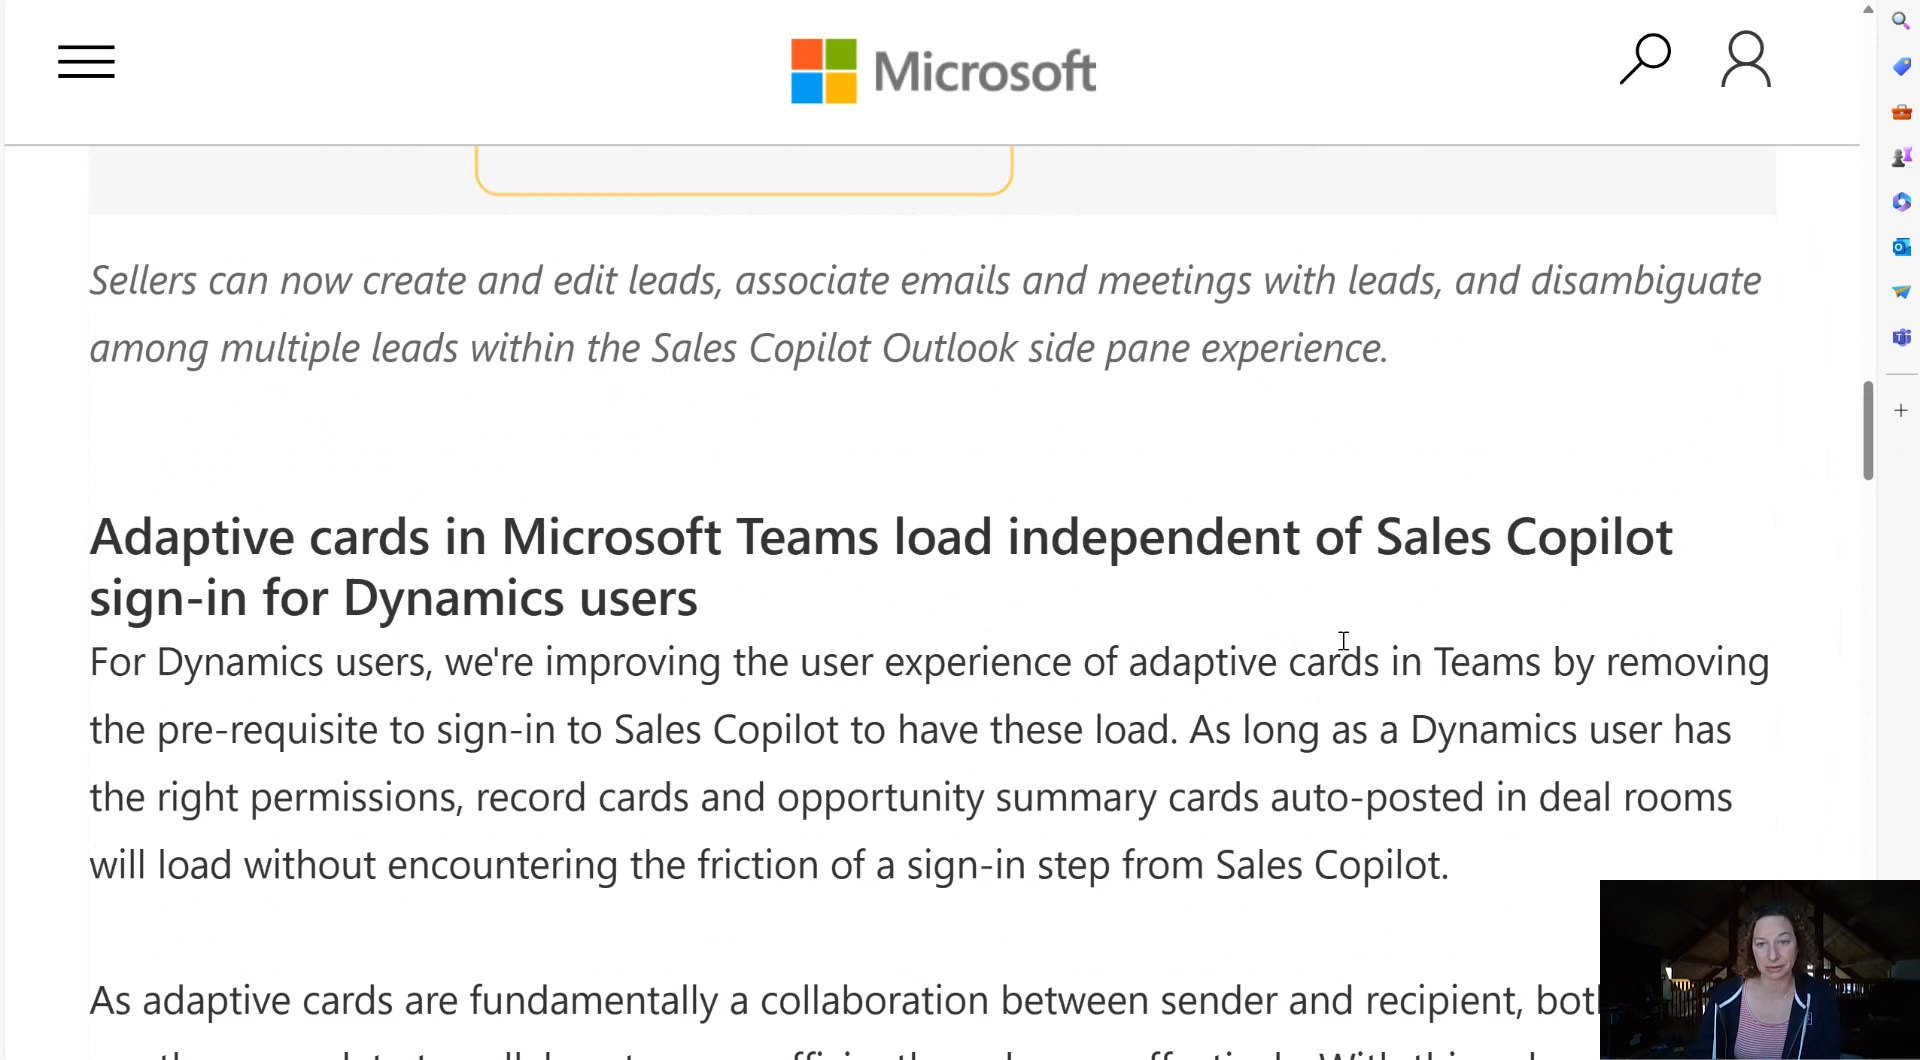 Microsoft
Sellers can now create and edit leads, associate emails and meetings with leads, and disambiguate
among multiple leads within the Sales Copilot Outlook side pane experience.
Adaptive cards in Microsoft Teams load independent of Sales Copilot
sign-in for Dynamics users
For Dynamics users, we're improving the user experience of adaptive cards in Teams by removing
the pre-requisite to sign-in to Sales Copilot to have these load. As long as a Dynamics user has
the right permissions, record cards and opportunity summary cards auto-posted in deal rooms
will load without encountering the friction of a sign-in step from Sales Copilot.
As adaptive cards are fundamentally a collaboration between sender and recipient,